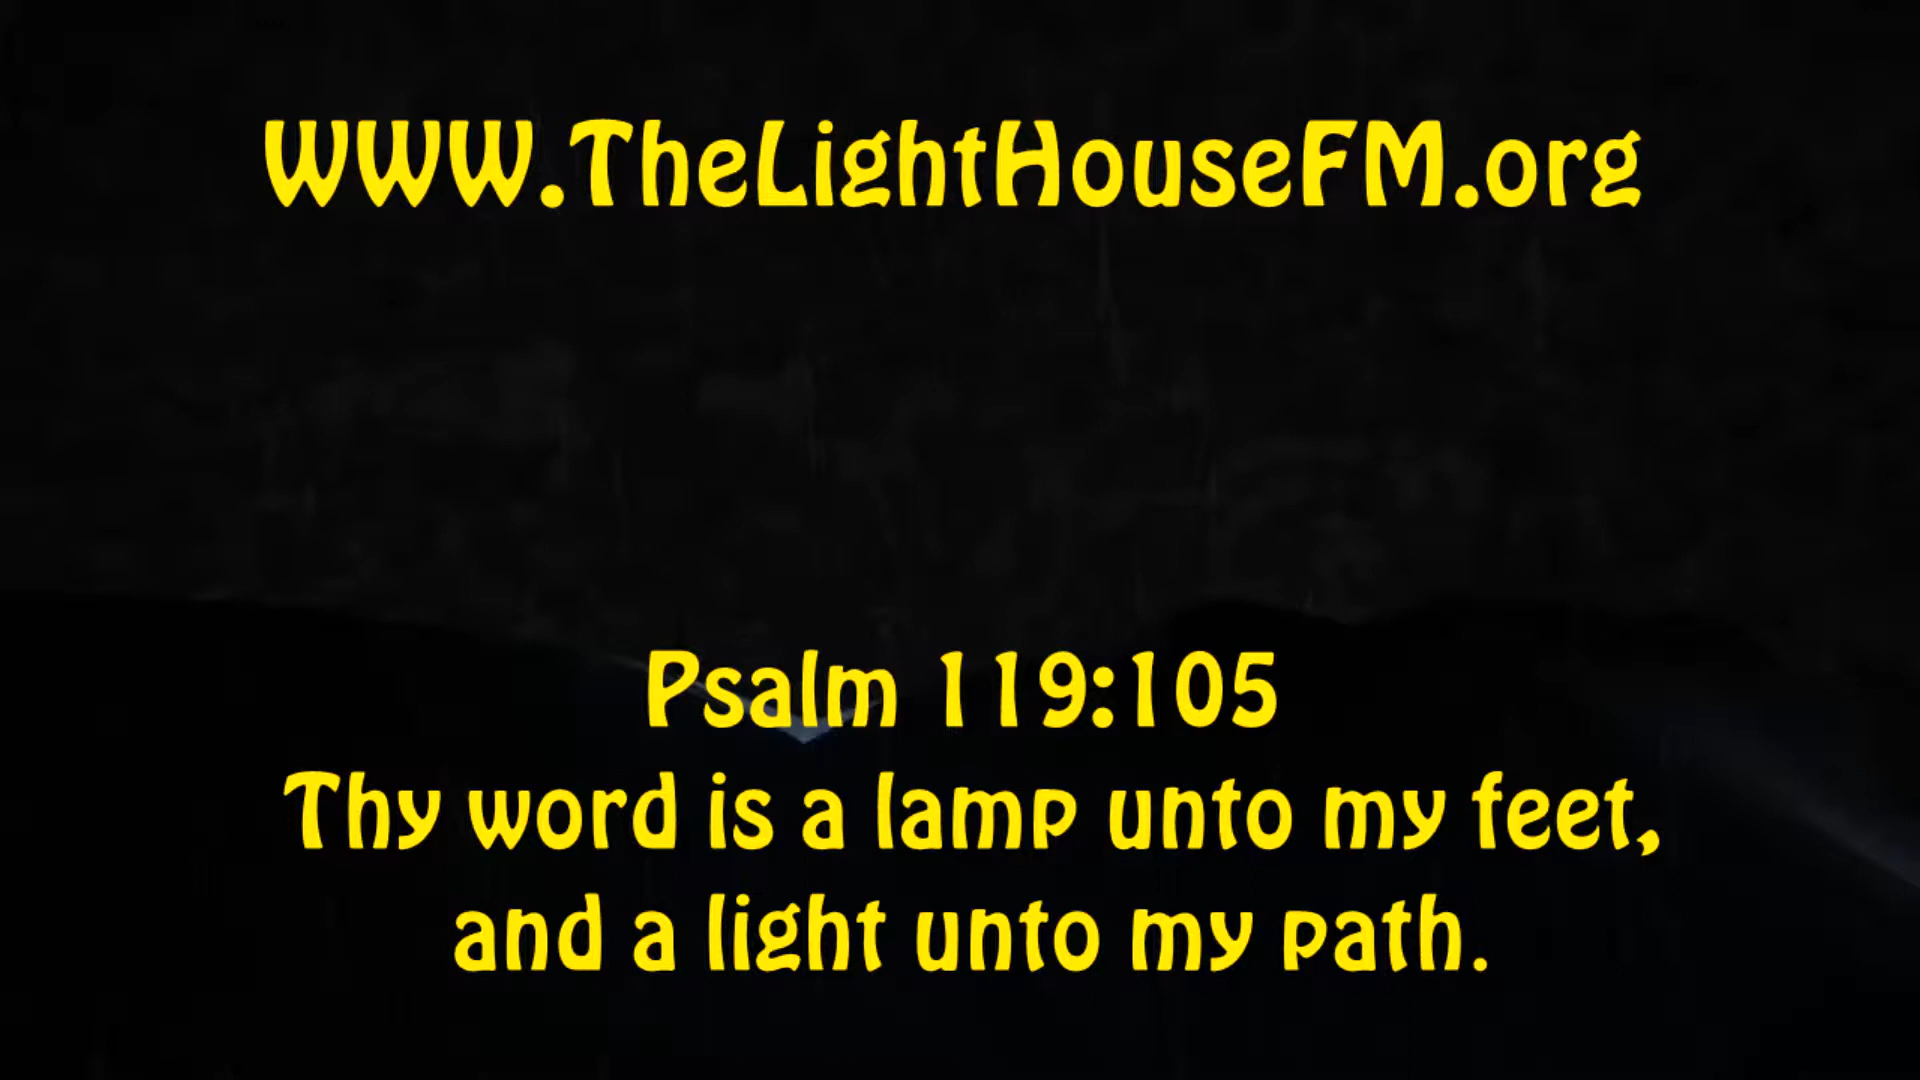 WWW.TheLightHouseFM.org
Psalm 119:105
Thy word is a lamp unto my feet,
and a light unto my path.